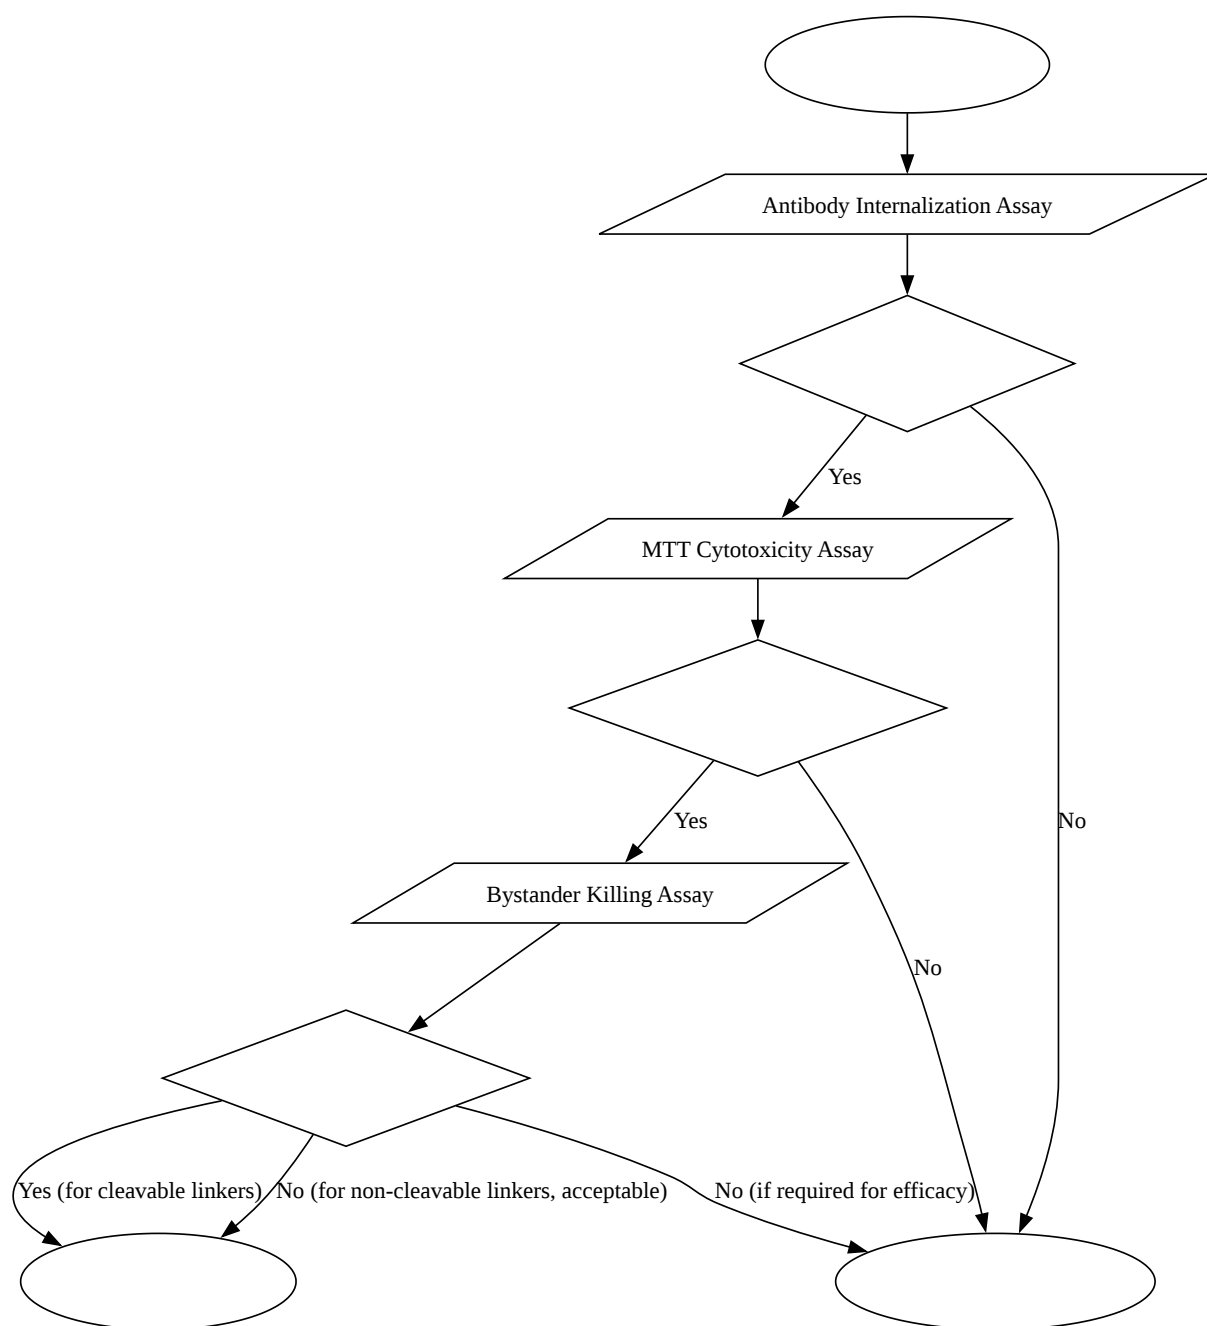 Antibody Internalization Assay
Yes
MTT Cytotoxicity Assay
Yes
No
Bystander Killing Assay
No
Yes (for cleavable linkers)
No (for non-cleavable linkers, acceptable)
No (if required for efficacy)